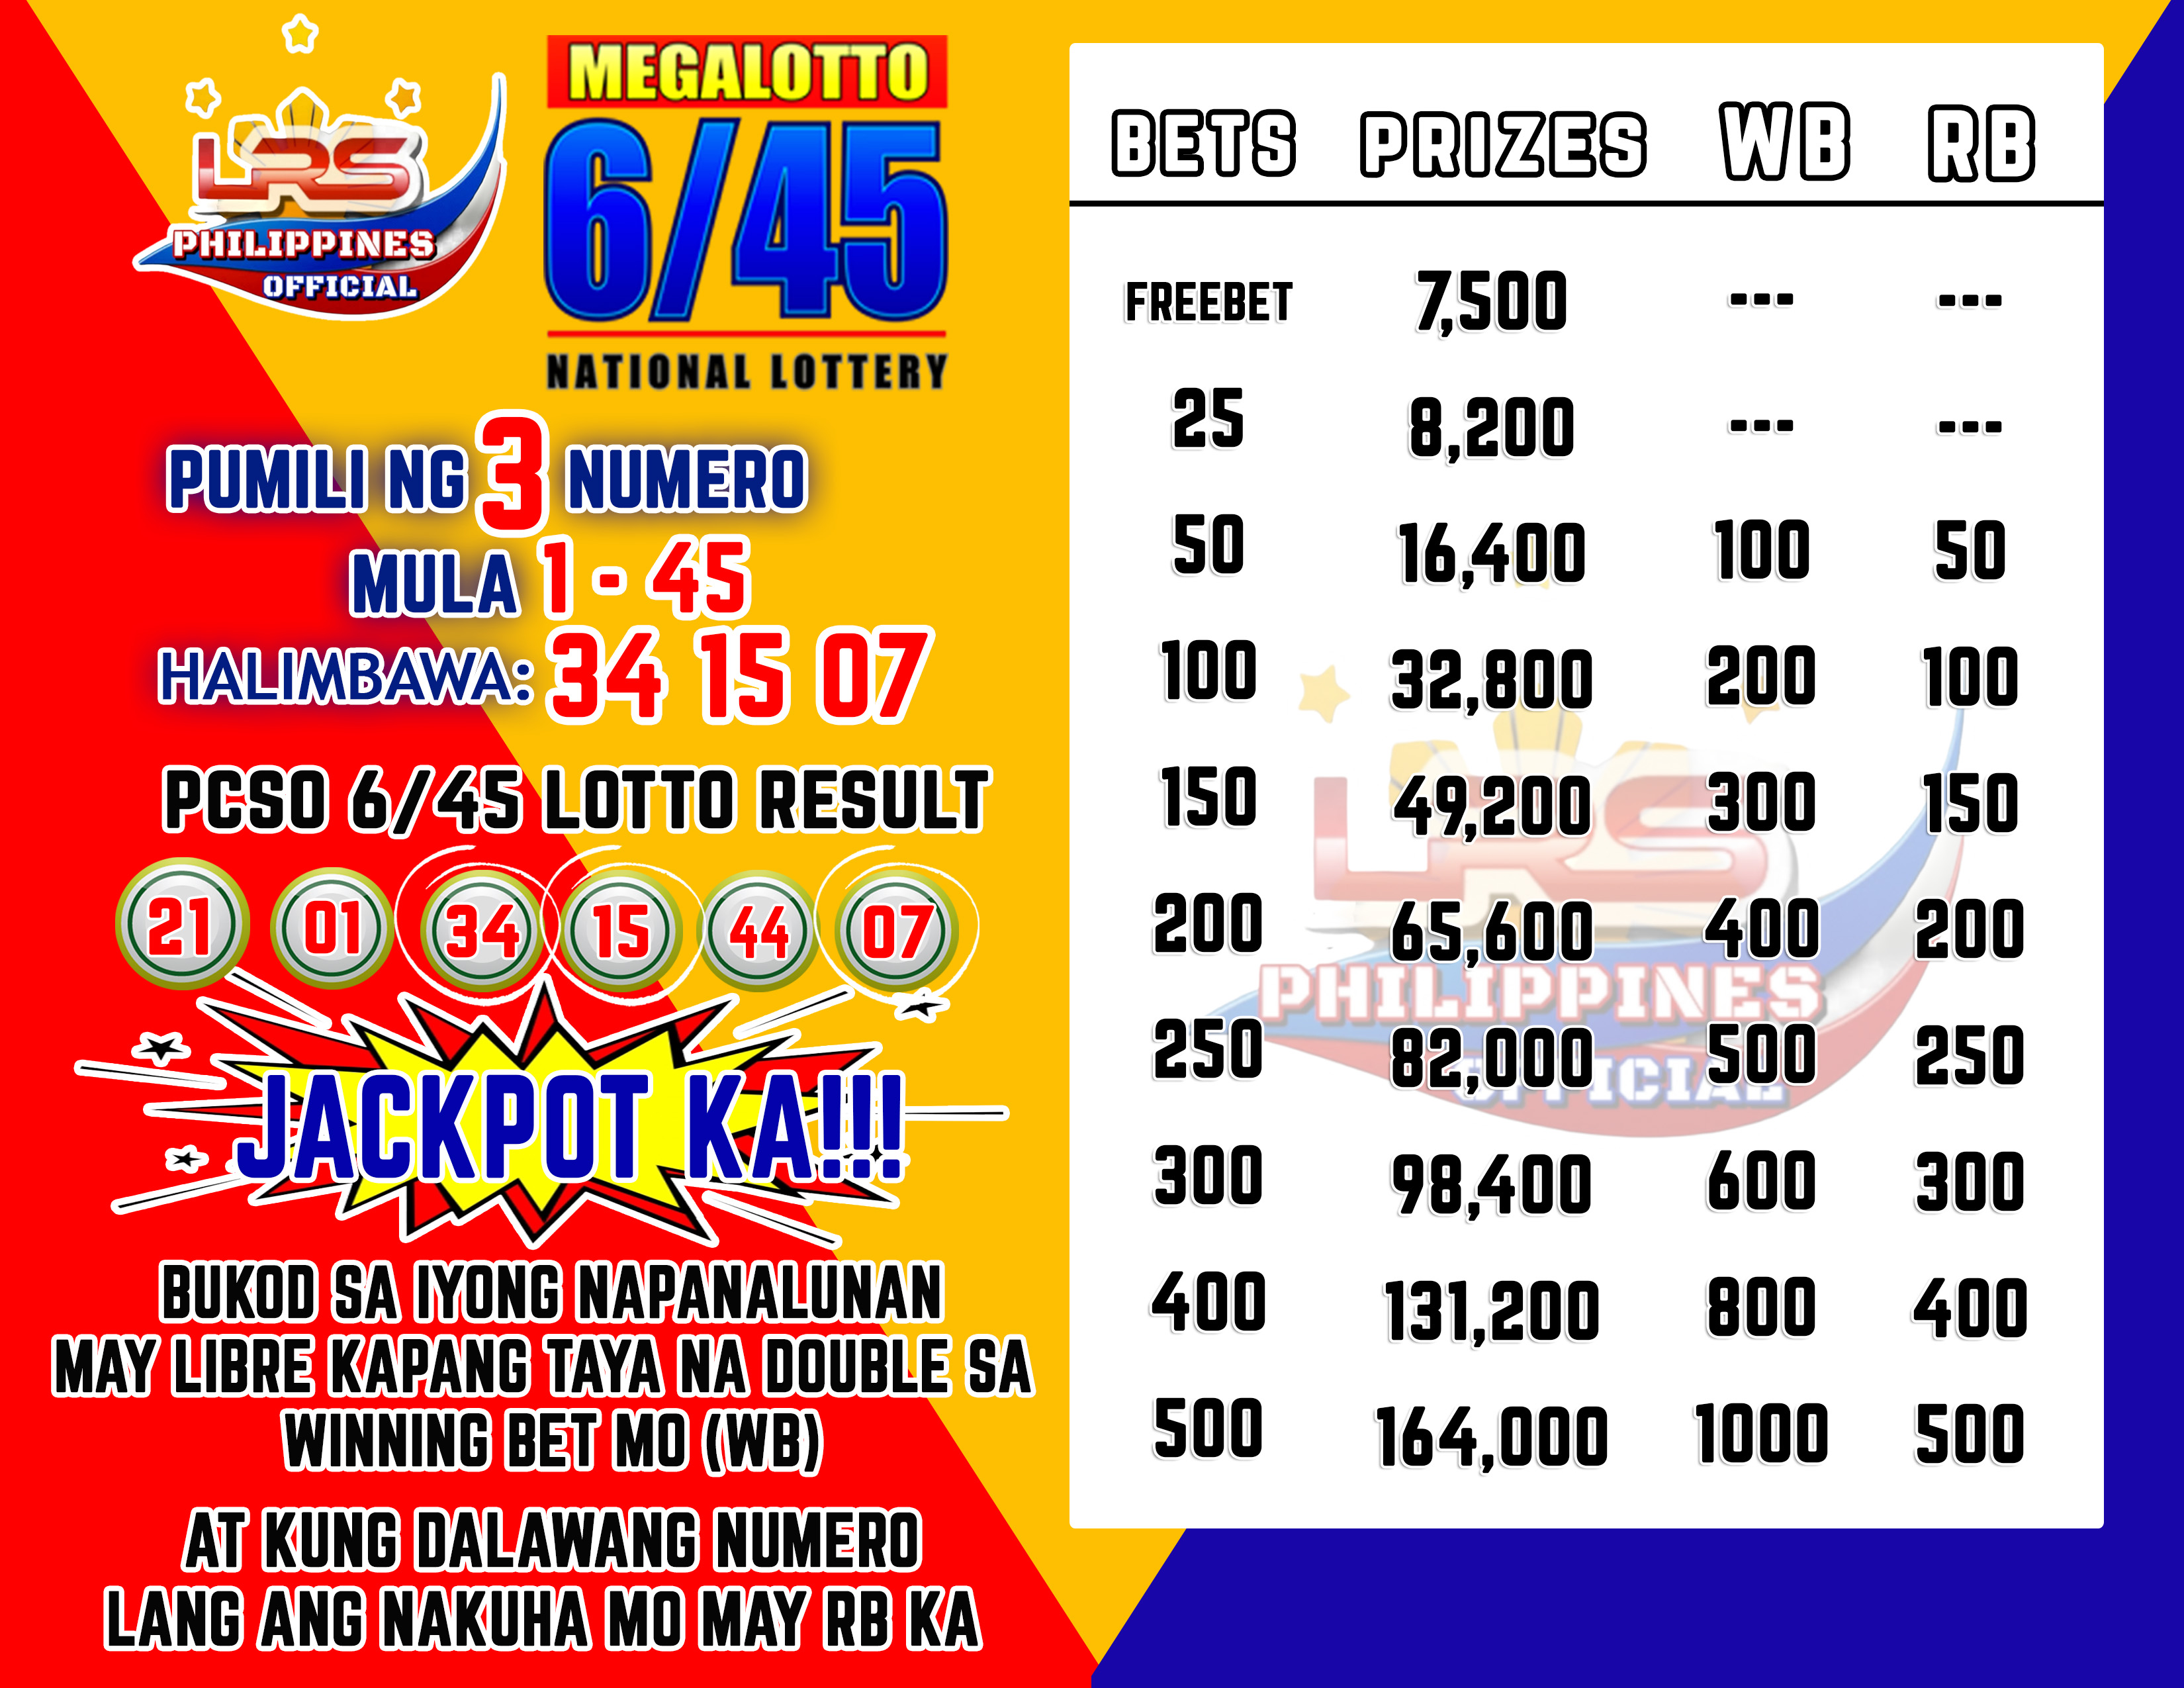 LRS
PHILIPPINES
OFFICIAL
MEGALOTTO
6/45
NATIONAL LOTTERY
PUMILI NG 3 NUMERO
MULA 1 - 45
HALIMBAWA: 34 15 07
PCSO 6/45 LOTTO RESULT
21 01 34 15 44 07
JACKPOT KA!!!
BUKOD SA IYONG NAPANALUNAN
MAY LIBRE KAPANG TAYA NA DOUBLE SA
WINNING BET MO (WB)
AT KUNG DALAWANG NUMERO
LANG ANG NAKUHA MO MAY RB KA
BETS PRIZES WB RB
FREEBET 7,500 --- ---
25 8,200 --- ---
50 16,400 100 50
100 32,800 200 100
150 49,200 300 150
200 65,600 400 200
250 82,000 500 250
300 98,400 600 300
400 131,200 800 400
500 164,000 1000 500
LRS
PHILIPPINES
OFFICIAL